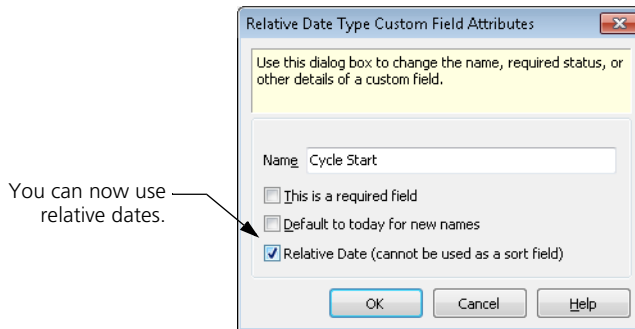 Relative Date Type Custom Field Attributes
Use this dialog box to change the name, required status, or
other details of a custom field.
Name Cycle Start
This is a required field
Default to today for new names
Relative Date (cannot be used as a sort field)
You can now use
relative dates.
OK Cancel Help